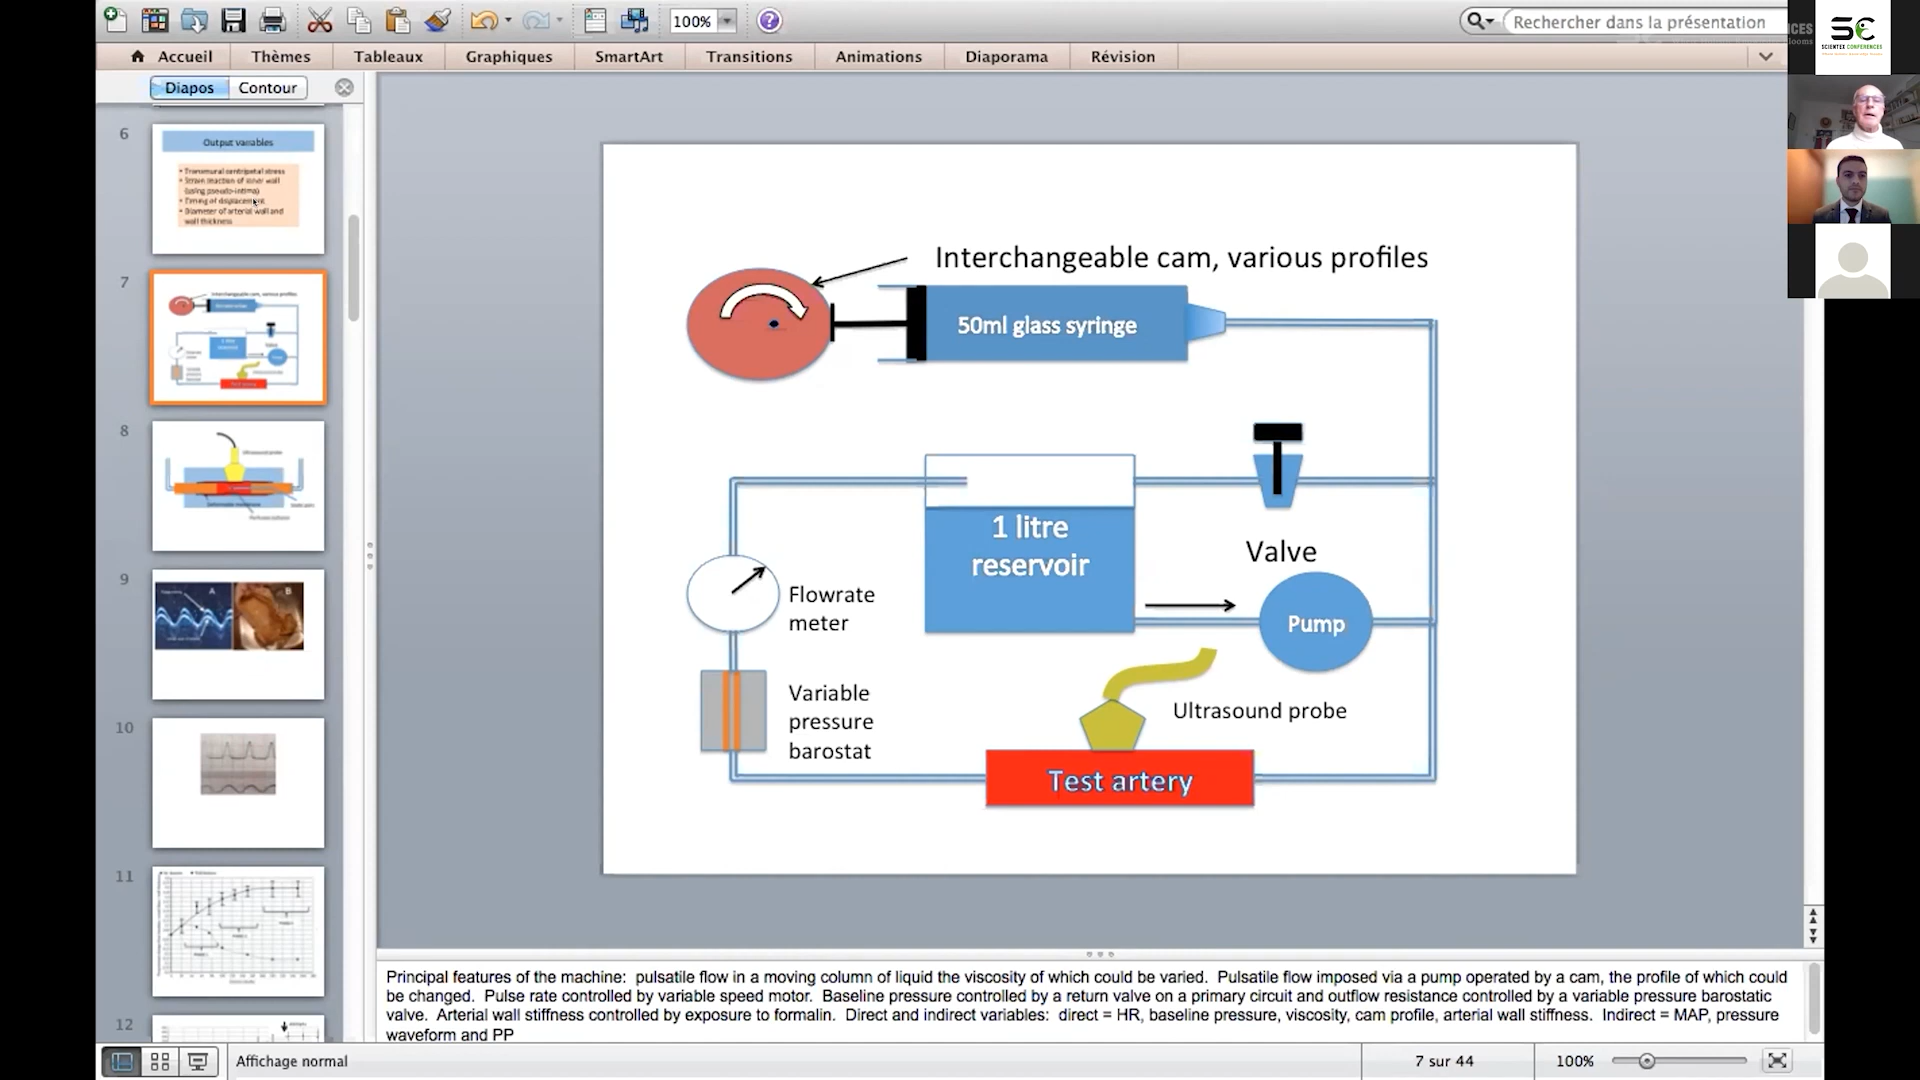 100%
Rechercher dans la présentation
SCIENTEX CONFERENCES
Accueil
Thèmes
Tableaux
Graphiques
SmartArt
Transitions
Animations
Diaporama
Révision
Diapos
Contour
6
Output variables
• Transmural centripetal stress
• Strain reaction of inner wall
(using pseudo-intima)
• Timing of displacement
• Diameter of arterial wall and
wall thickness
7
8
9
A
B
10
11
12
Interchangeable cam, various profiles
50ml glass syringe
1 litre
reservoir
Valve
Pump
Flowrate
meter
Variable
pressure
barostat
Ultrasound probe
Test artery
Principal features of the machine: pulsatile flow in a moving column of liquid the viscosity of which could be varied. Pulsatile flow imposed via a pump operated by a cam, the profile of which could
be changed. Pulse rate controlled by variable speed motor. Baseline pressure controlled by a return valve on a primary circuit and outflow resistance controlled by a variable pressure barostatic
valve. Arterial wall stiffness controlled by exposure to formalin. Direct and indirect variables: direct = HR, baseline pressure, viscosity, cam profile, arterial wall stiffness. Indirect = MAP, pressure
waveform and PP
Affichage normal
7 sur 44
100%